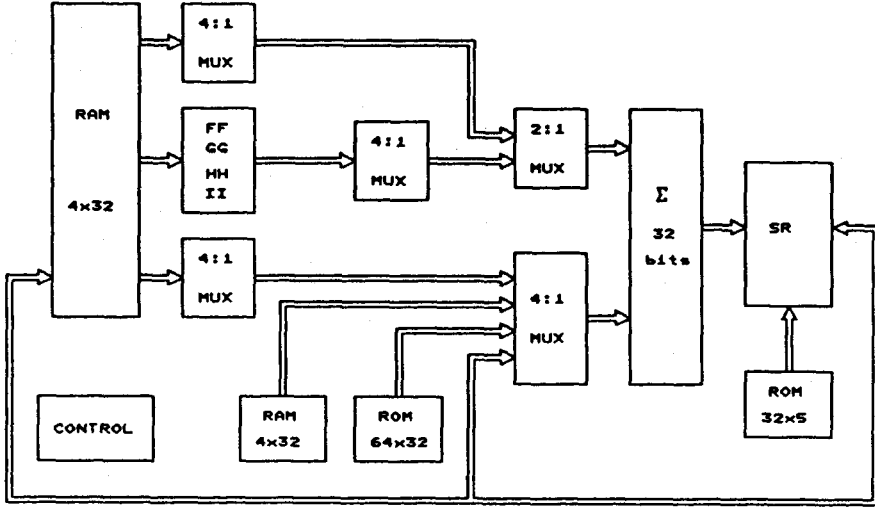 RAM
4x32
4:1
MUX
FF
GG
HH
II
4:1
MUX
4:1
MUX
2:1
MUX
4:1
MUX
Σ
32
bits
SR
ROM
32x5
RAM
4x32
ROM
64x32
CONTROL